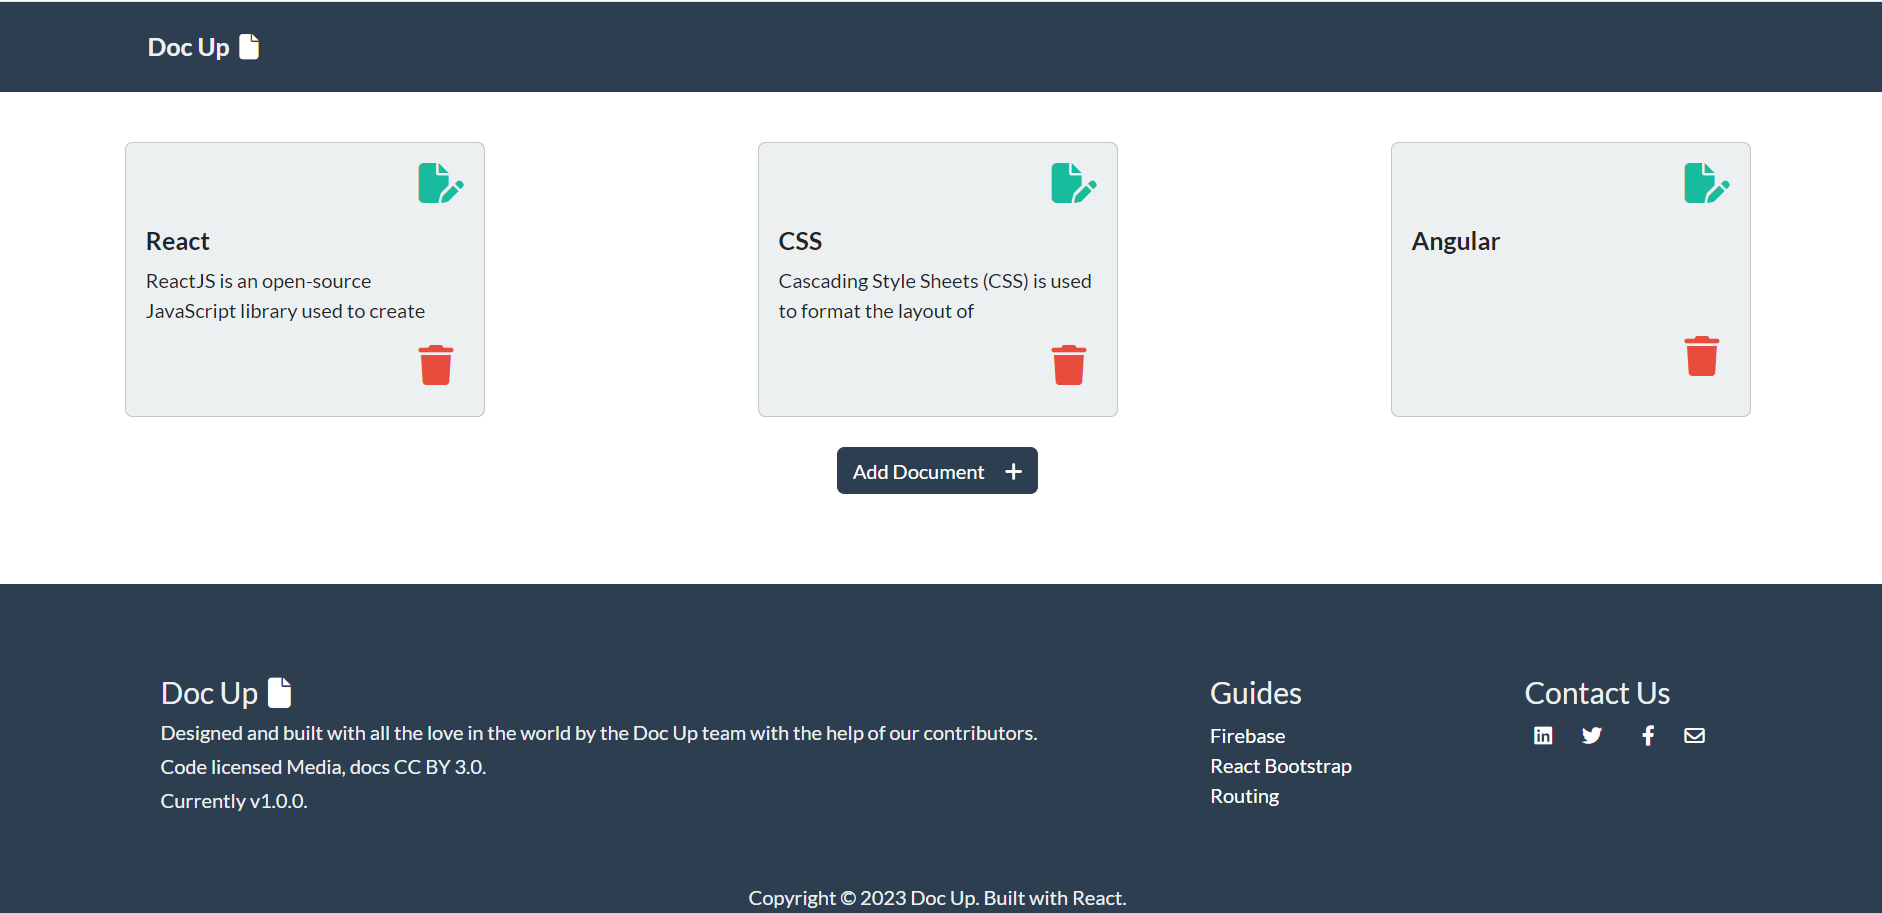 Doc Up
React
ReactJS is an open-source
JavaScript library used to create
CSS
Cascading Style Sheets (CSS) is used
to format the layout of
Angular
Add Document
Doc Up
Designed and built with all the love in the world by the Doc Up team with the help of our contributors.
Code licensed Media, docs CC BY 3.0.
Currently v1.0.0.
Guides
Firebase
React Bootstrap
Routing
Contact Us
in
Copyright © 2023 Doc Up. Built with React.